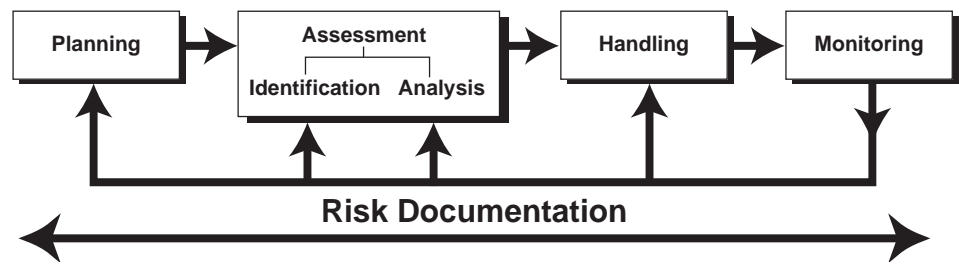 Planning
Assessment
Identification Analysis
Handling
Monitoring
Risk Documentation